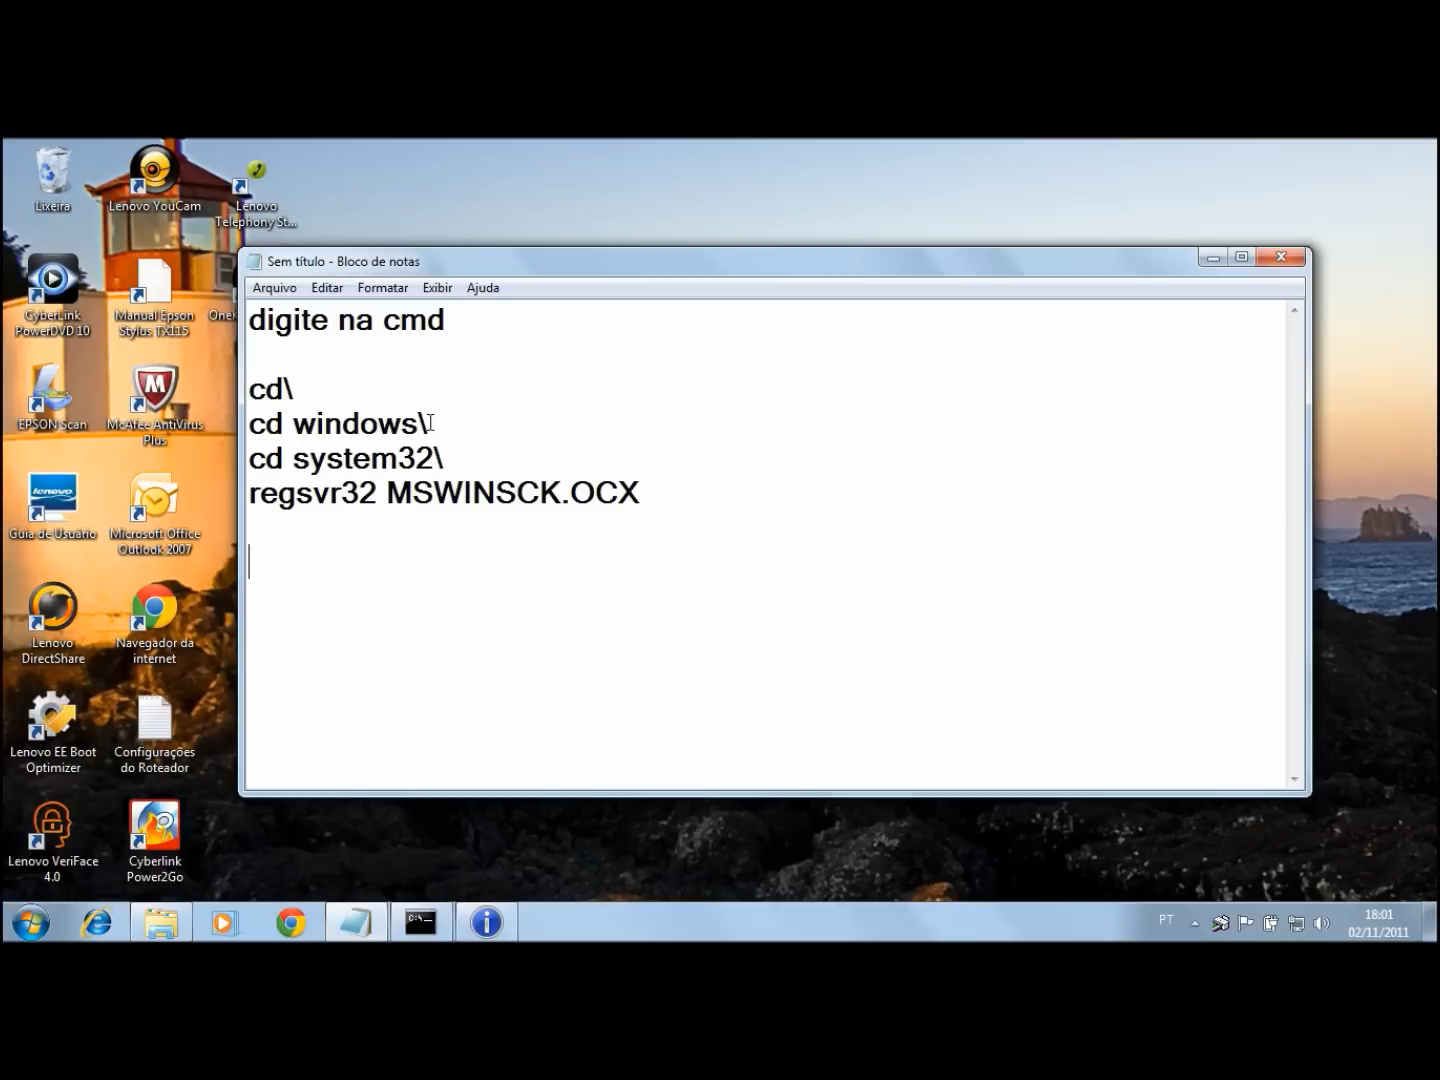 Lixeira
Lenovo YouCam
Lenovo
Telephony St...
CyberLink
PowerDVD 10
Manual Epson
Stylus TX115
EPSON Scan
McAfee AntiVirus
Plus
Guia de Usuário
Microsoft Office
Outlook 2007
Lenovo
DirectShare
Navegador da
internet
Lenovo EE Boot
Optimizer
Configurações
do Roteador
Lenovo VeriFace
4.0
Cyberlink
Power2Go
Sem título - Bloco de notas
Arquivo Editar Formatar Exibir Ajuda
digite na cmd
cd\
cd windows\
cd system32\
regsvr32 MSWINSCK.OCX
PT
18:01
02/11/2011